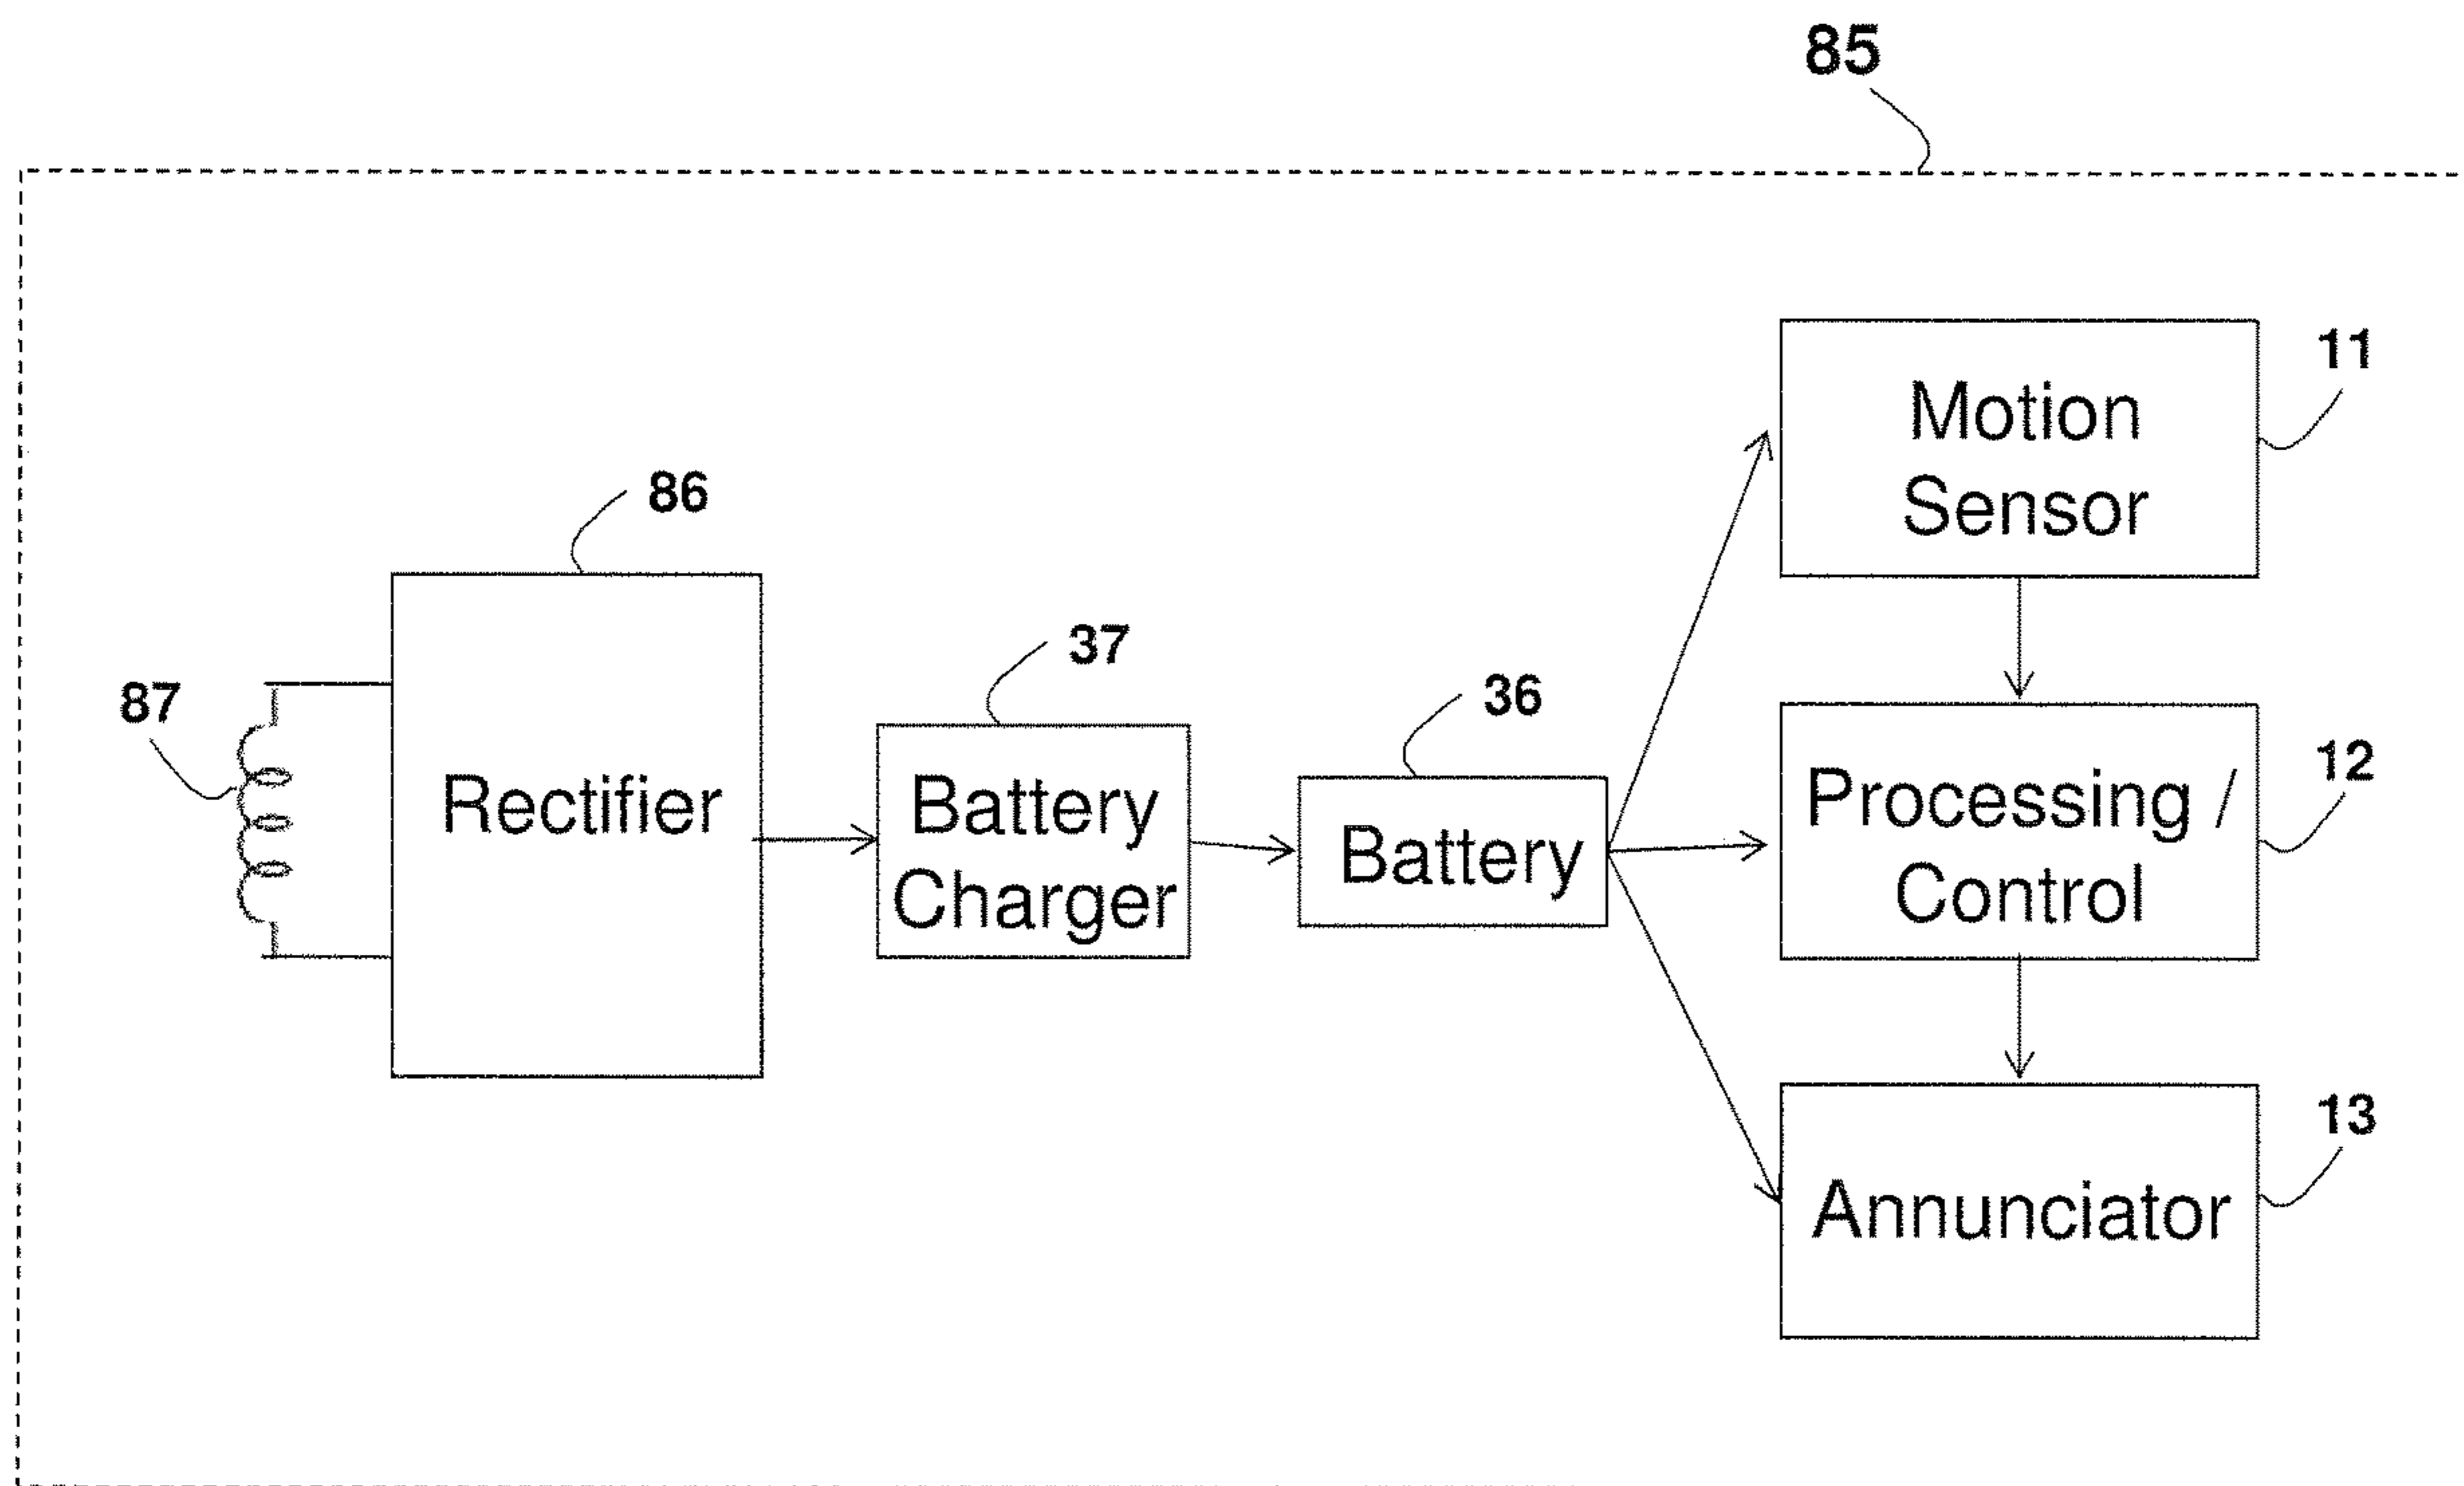 85
11
Motion
Sensor
86
37
36
87
12
Rectifier
Battery
Charger
Battery
Processing /
Control
13
Annunciator